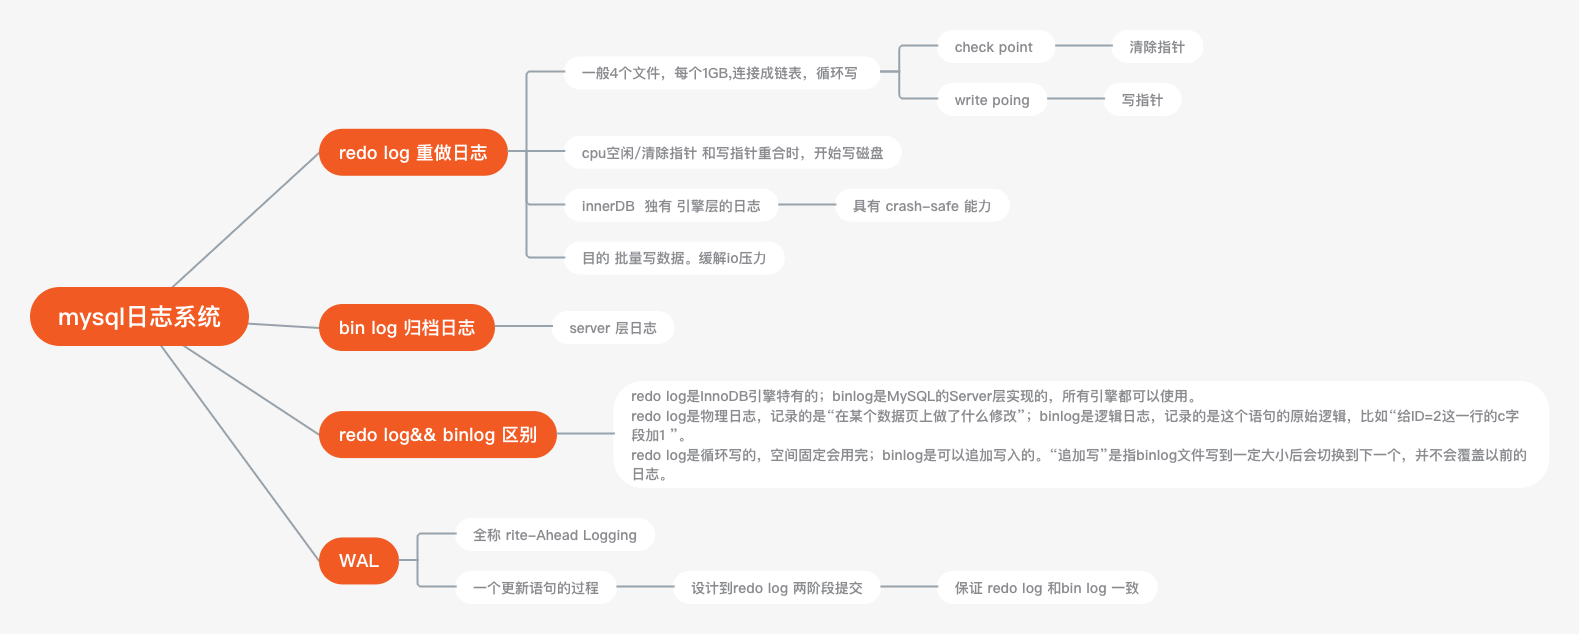 mysql日志系统
redo log 重做日志
一般4个文件，每个1GB,连接成链表，循环写
check point
清除指针
write poing
写指针
cpu空闲/清除指针 和写指针重合时，开始写磁盘
innerDB 独有 引擎层的日志
具有 crash-safe 能力
目的 批量写数据。缓解io压力
bin log 归档日志
server 层日志
redo log&& binlog 区别
redo log是InnoDB引擎特有的；binlog是MySQL的Server层实现的，所有引擎都可以使用。
redo log是物理日志，记录的是“在某个数据页上做了什么修改”；binlog是逻辑日志，记录的是这个语句的原始逻辑，比如“给ID=2这一行的c字
段加1 ”。
redo log是循环写的，空间固定会用完；binlog是可以追加写入的。“追加写”是指binlog文件写到一定大小后会切换到下一个，并不会覆盖以前的
日志。
WAL
全称 rite-Ahead Logging
一个更新语句的过程
设计到redo log 两阶段提交
保证 redo log 和bin log 一致